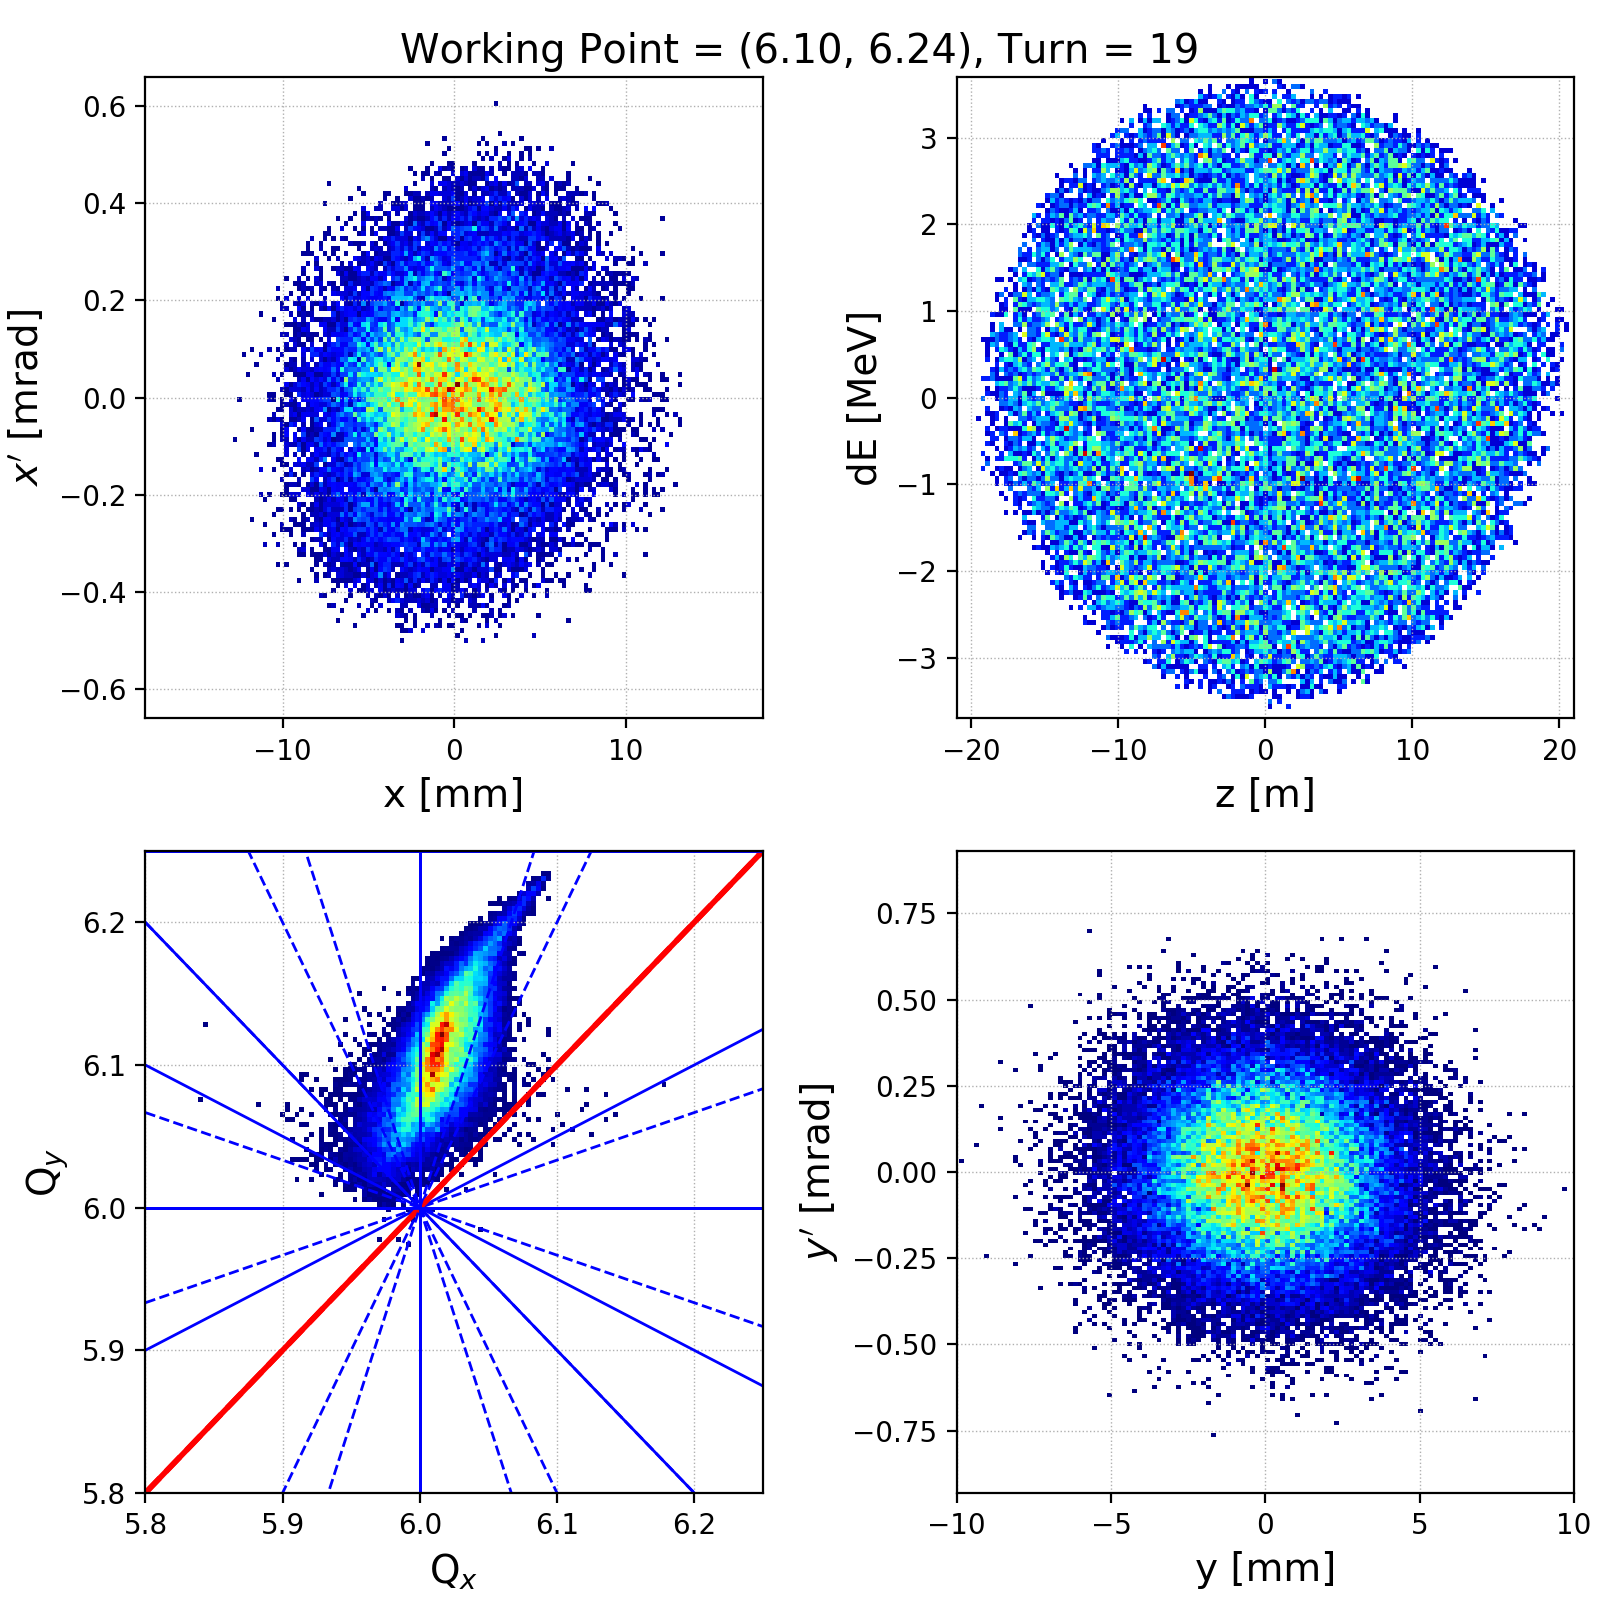 Working Point = (6.10, 6.24), Turn = 19
0.6
0.4
0.2
0.0
−0.2
−0.4
−0.6
x′ [mrad]
−10 0 10
x [mm]
3
2
1
0
−1
−2
−3
dE [MeV]
−20 −10 0 10 20
z [m]
6.2
6.1
6.0
5.9
5.8
Qy
5.8 5.9 6.0 6.1 6.2
Qx
0.75
0.50
0.25
0.00
−0.25
−0.50
−0.75
y′ [mrad]
−10 −5 0 5 10
y [mm]